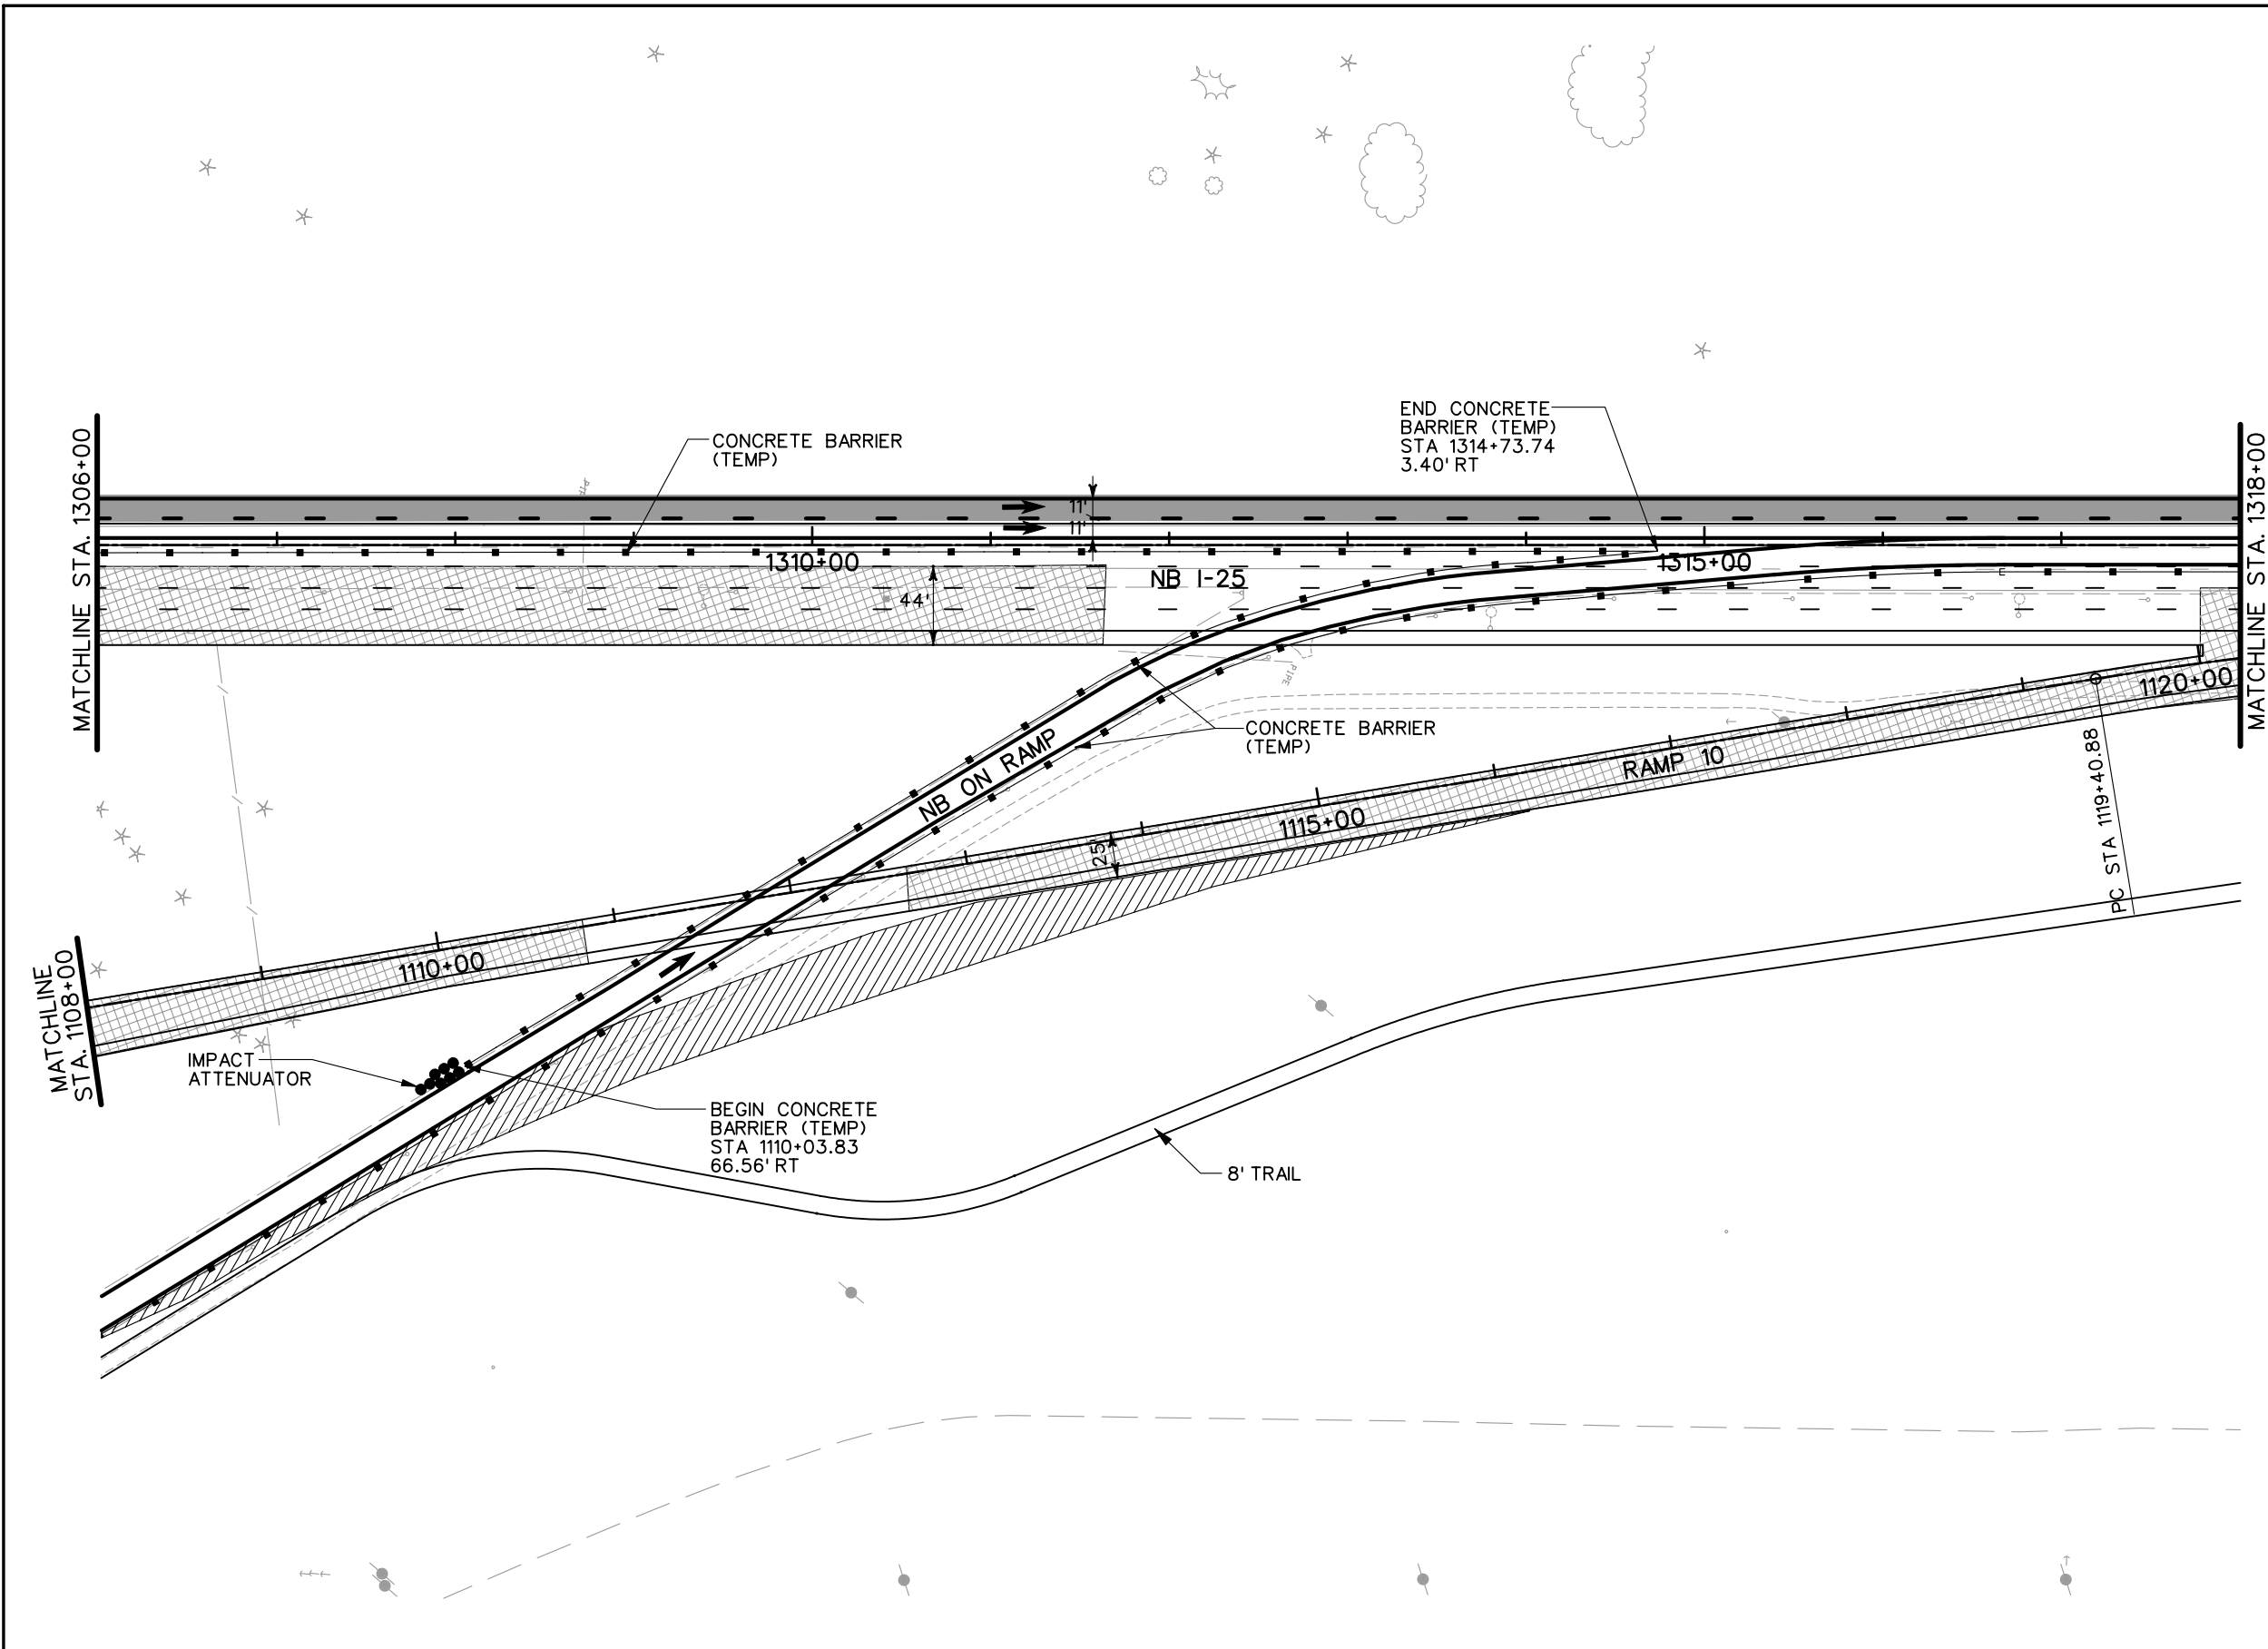 END CONCRETE
BARRIER (TEMP)
STA 1314+73.74
3.40' RT
CONCRETE BARRIER
(TEMP)
MATCHLINE STA. 1306+00
MATCHLINE STA. 1318+00
PIPE
11'
11'
1310+00
1315+00
NB I-25
44'
E
PIPE
1120+00
CONCRETE BARRIER
(TEMP)
NB ON RAMP
RAMP 10
PC STA 1119+40.88
1115+00
25'
1110+00
MATCHLINE
STA. 1108+00
IMPACT
ATTENUATOR
BEGIN CONCRETE
BARRIER (TEMP)
STA 1110+03.83
66.56' RT
8' TRAIL